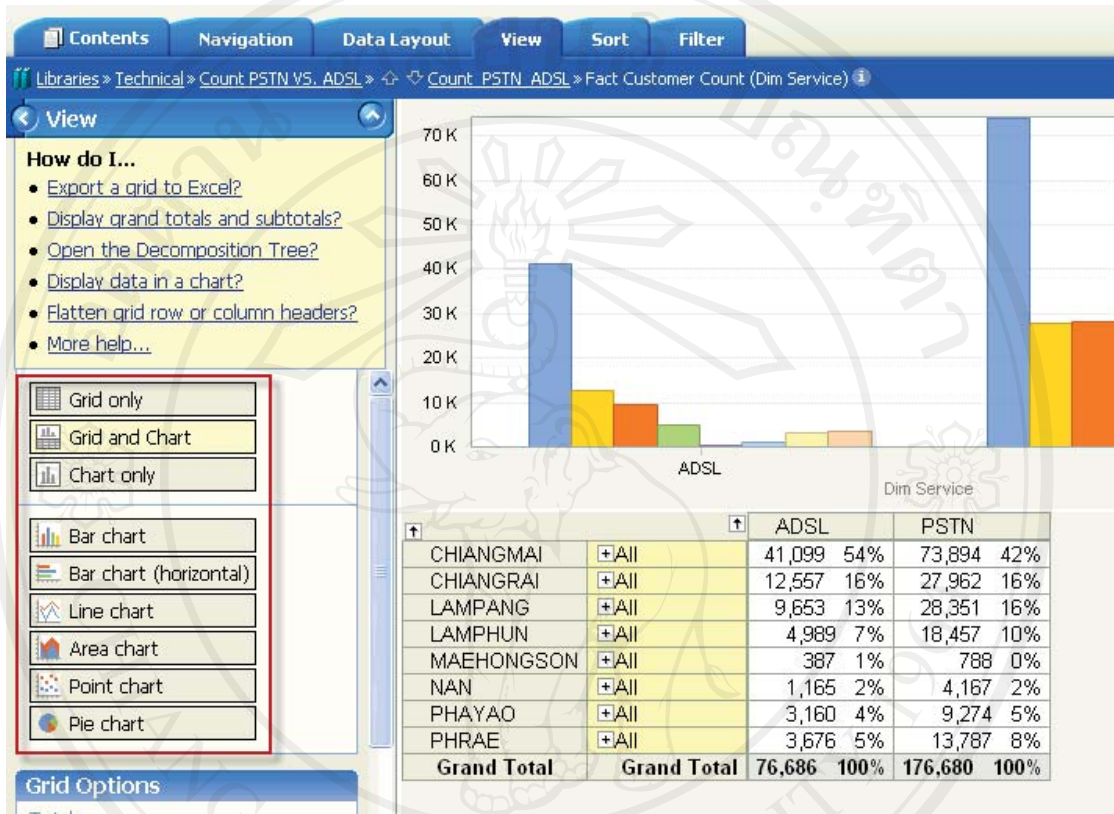 Contents Navigation Data Layout View Sort Filter
Libraries » Technical » Count PSTN VS. ADSL » Count_PSTN_ADSL » Fact Customer Count (Dim Service)
View
How do I...
Export a grid to Excel?
Display grand totals and subtotals?
Open the Decomposition Tree?
Display data in a chart?
Flatten grid row or column headers?
More help...
Grid only
Grid and Chart
Chart only
Bar chart
Bar chart (horizontal)
Line chart
Area chart
Point chart
Pie chart
Grid Options
70 K
60 K
50 K
40 K
30 K
20 K
10 K
0 K
ADSL
Dim Service
ADSL PSTN
CHIANGMAI All 41,099 54% 73,894 42%
CHIANGRAI All 12,557 16% 27,962 16%
LAMPANG All 9,653 13% 28,351 16%
LAMPHUN All 4,989 7% 18,457 10%
MAEHONGSON All 387 1% 788 0%
NAN All 1,165 2% 4,167 2%
PHAYAO All 3,160 4% 9,274 5%
PHRAE All 3,676 5% 13,787 8%
Grand Total Grand Total 76,686 100% 176,680 100%